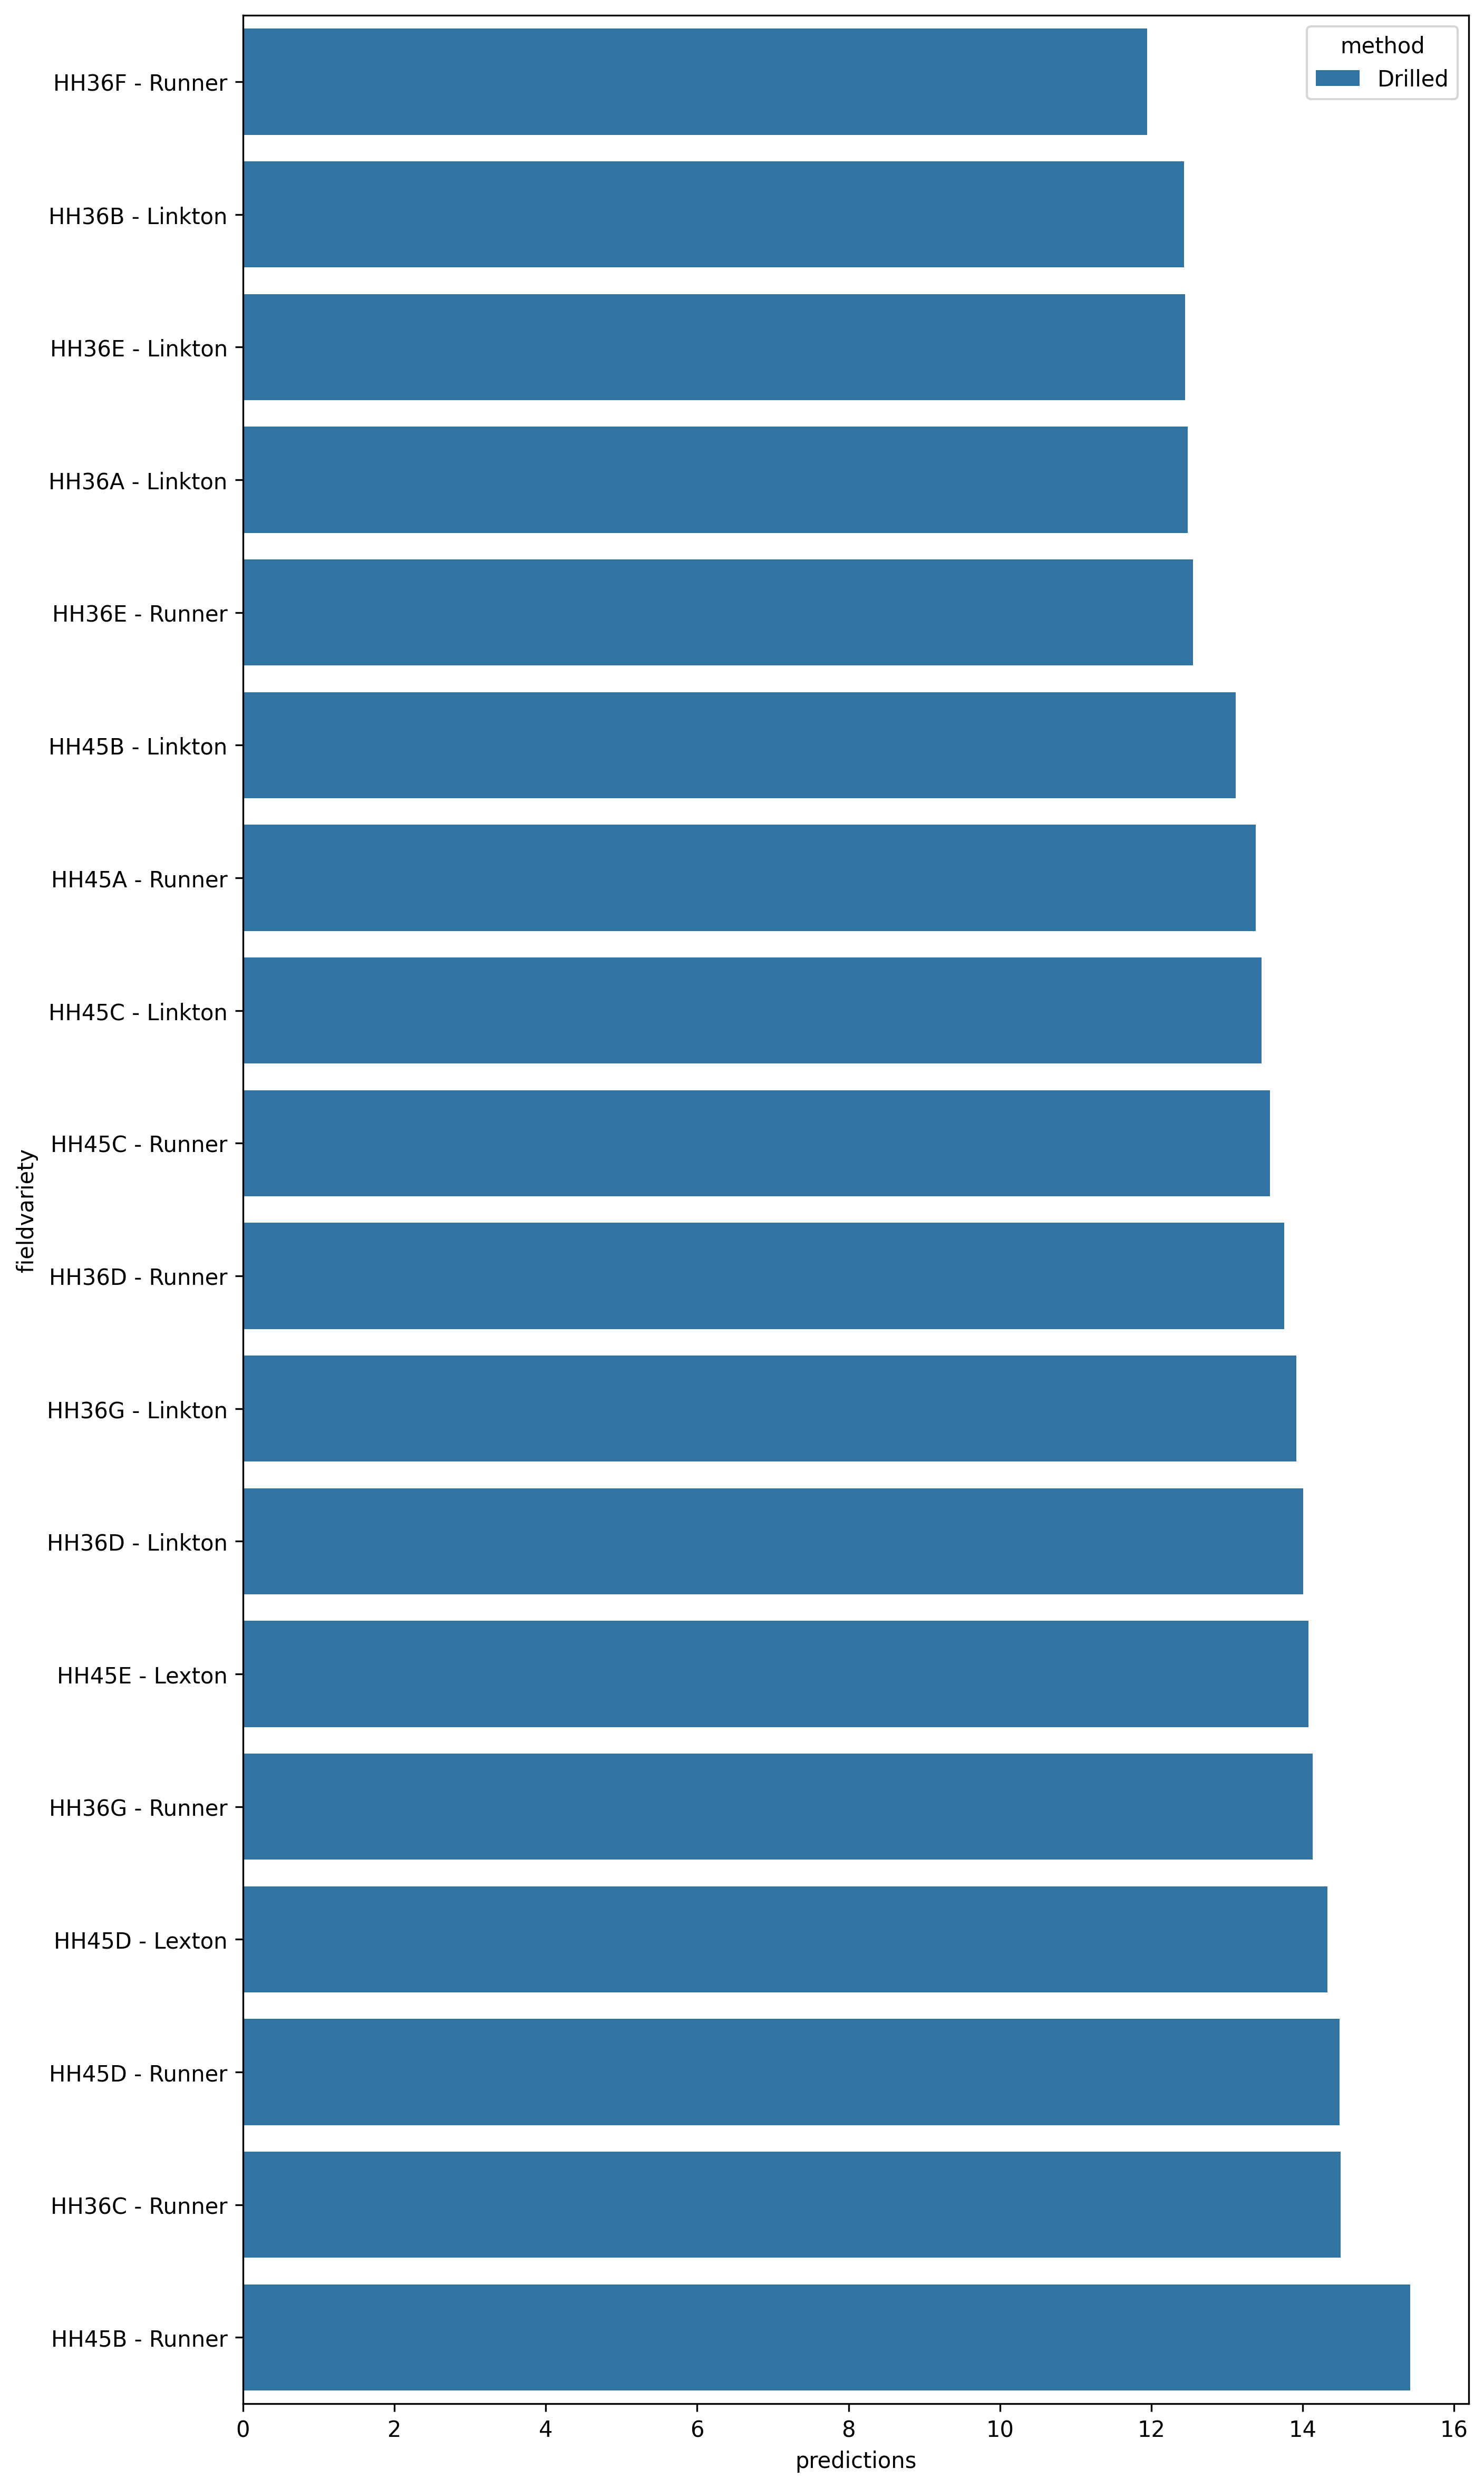 method
Drilled
HH36F - Runner
HH36B - Linkton
HH36E - Linkton
HH36A - Linkton
HH36E - Runner
HH45B - Linkton
HH45A - Runner
HH45C - Linkton
HH45C - Runner
HH36D - Runner
HH36G - Linkton
HH36D - Linkton
HH45E - Lexton
HH36G - Runner
HH45D - Lexton
HH45D - Runner
HH36C - Runner
HH45B - Runner
fieldvariety
0 2 4 6 8 10 12 14 16
predictions